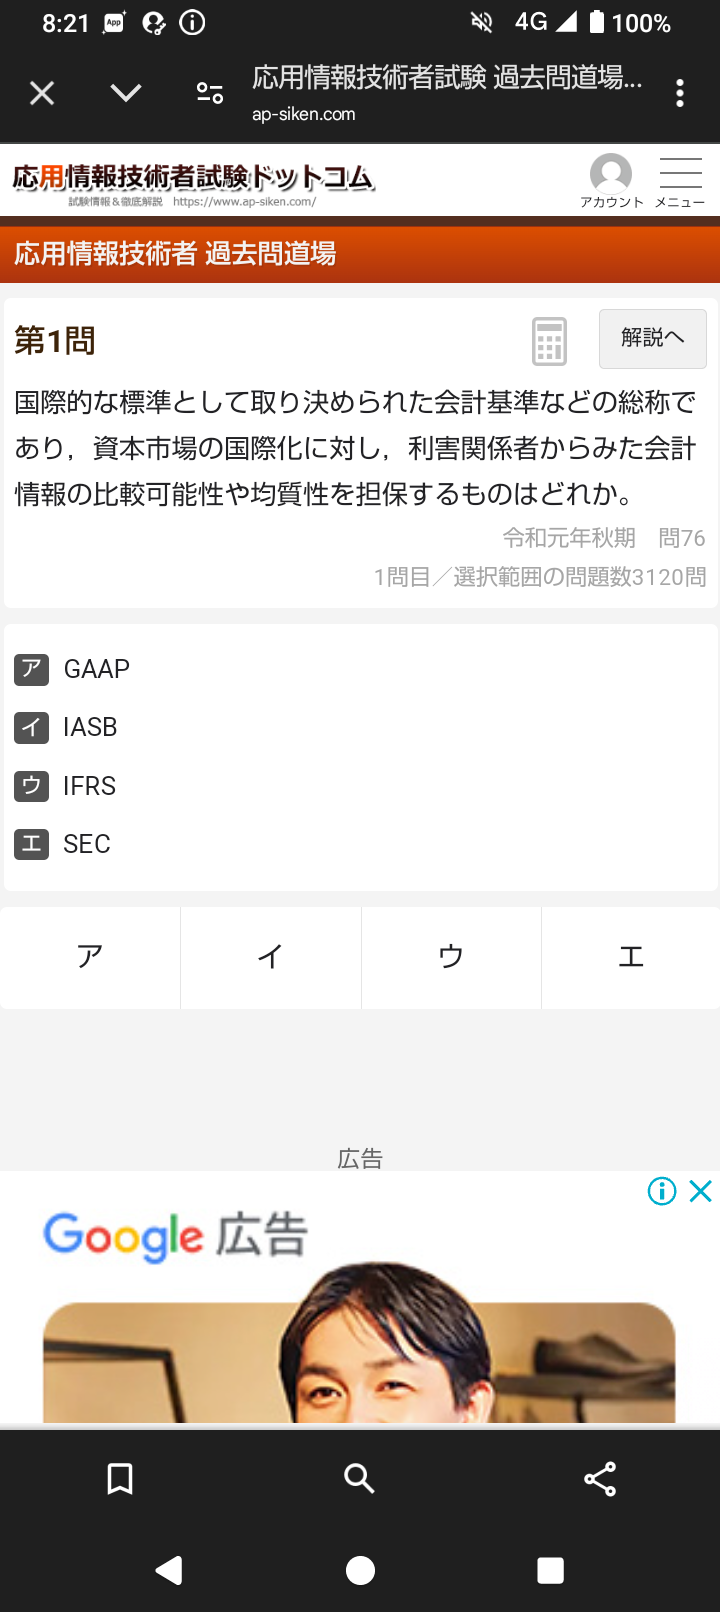 8:21 App 4G 100%
応用情報技術者試験 過去問道場...
ap-siken.com
応用情報技術者試験ドットコム
試験情報＆徹底解説 https://www.ap-siken.com/
アカウント メニュー
応用情報技術者 過去問道場
第1問
解説へ
国際的な標準として取り決められた会計基準などの総称で
あり，資本市場の国際化に対し，利害関係者からみた会計
情報の比較可能性や均質性を担保するものはどれか。
令和元年秋期　問76
1問目／選択範囲の問題数3120問
ア GAAP
イ IASB
ウ IFRS
エ SEC
ア イ ウ エ
広告
Google 広告